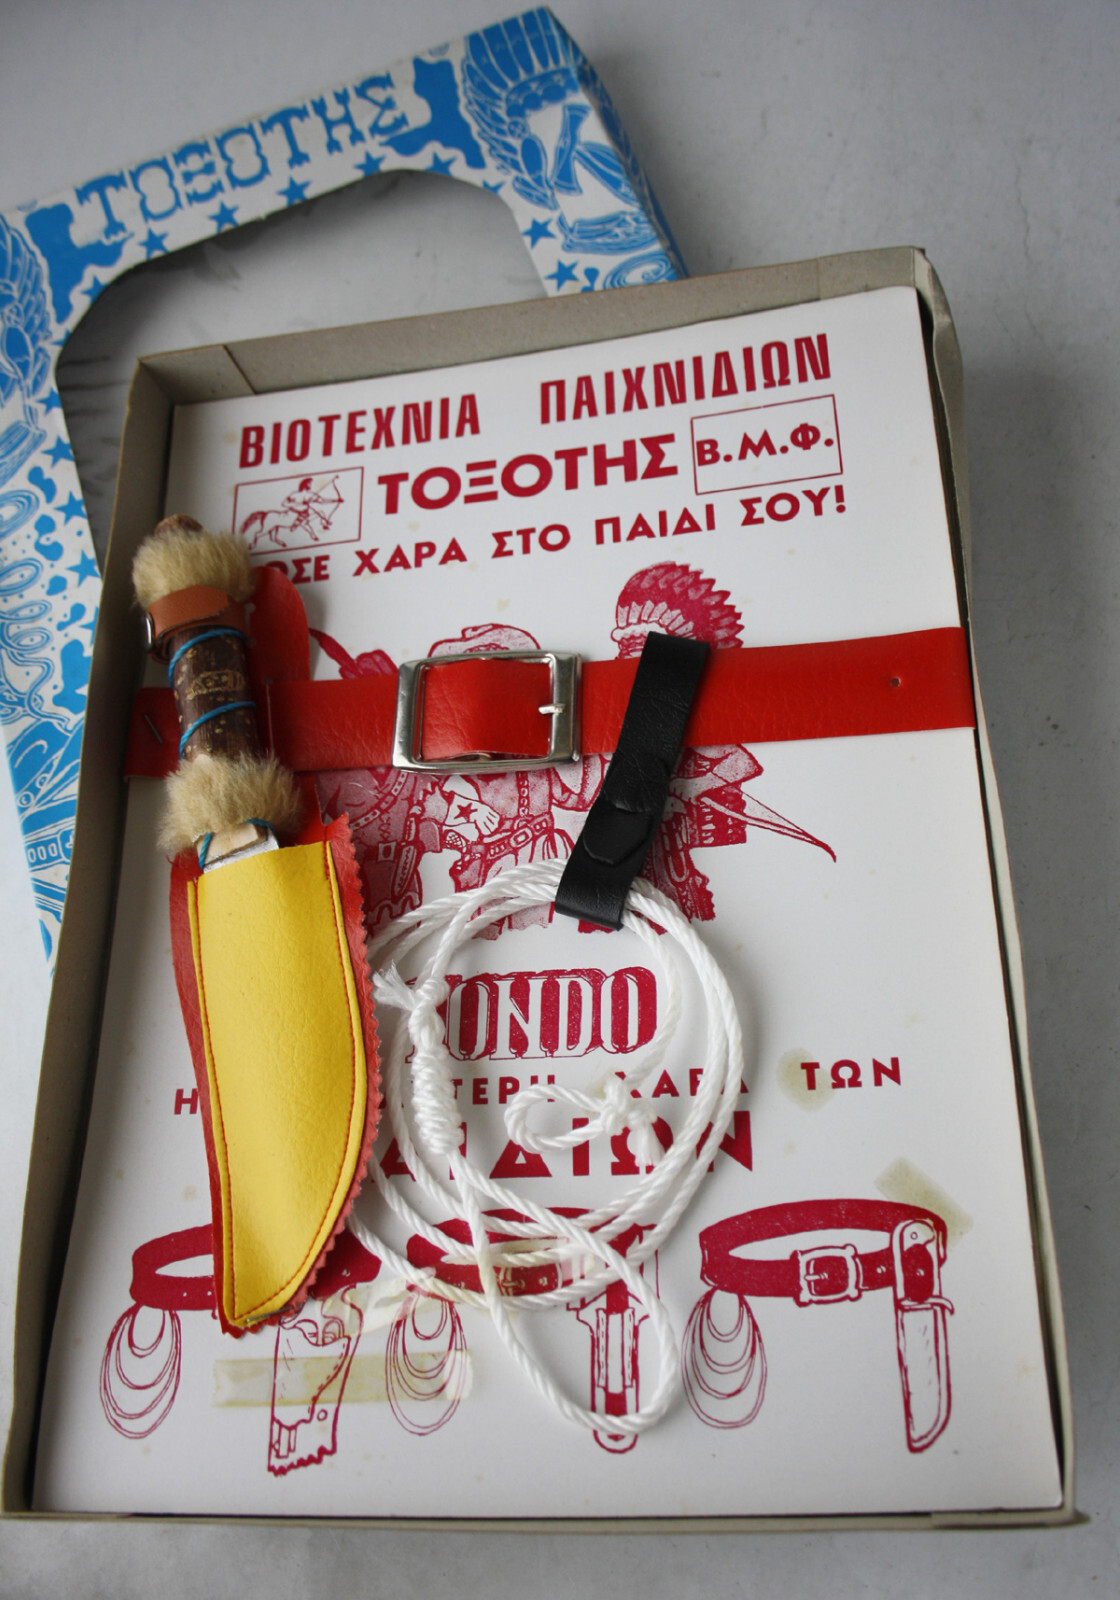 ΤΟΞΟΤΗΣ
ΒΙΟΤΕΧΝΙΑ ΠΑΙΧΝΙΔΙΩΝ
ΤΟΞΟΤΗΣ Β.Μ.Φ.
ΧΑΡΑ ΣΤΟ ΠΑΙΔΙ ΣΟΥ!
ΤΩΝ